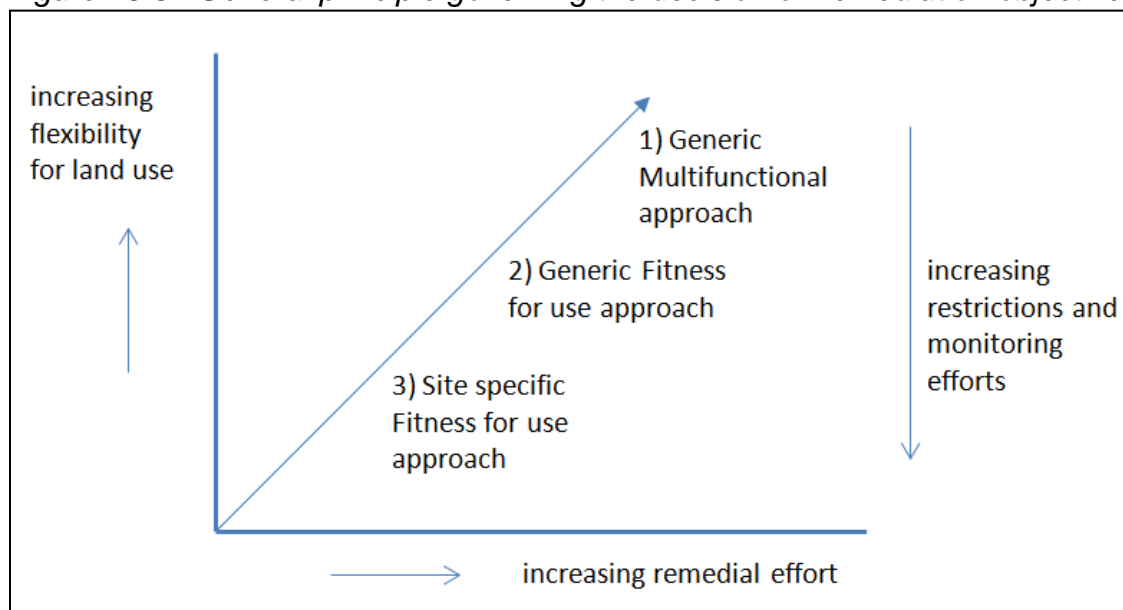 increasing
flexibility
for land use
1) Generic
Multifunctional
approach
2) Generic Fitness
for use approach
3) Site specific
Fitness for use
approach
increasing
restrictions and
monitoring
efforts
increasing remedial effort